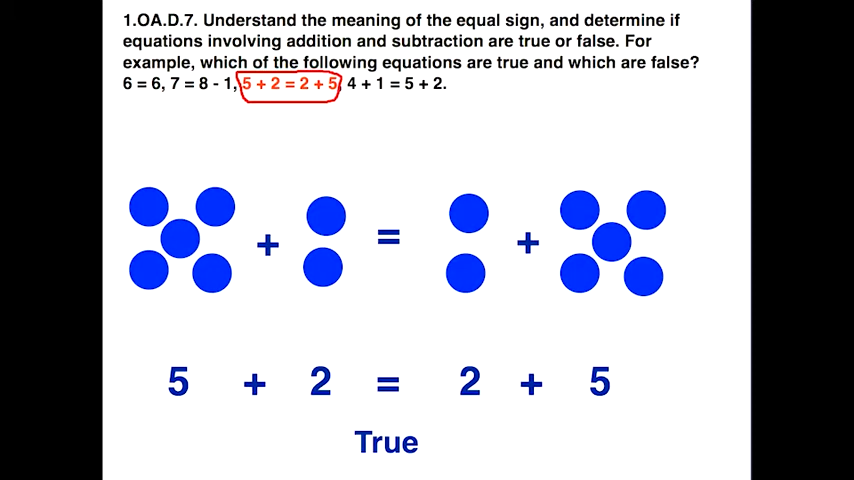 1.OA.D.7. Understand the meaning of the equal sign, and determine if
equations involving addition and subtraction are true or false. For
example, which of the following equations are true and which are false?
6 = 6, 7 = 8 - 1, 5 + 2 = 2 + 5, 4 + 1 = 5 + 2.
+ = +
5 + 2 = 2 + 5
True